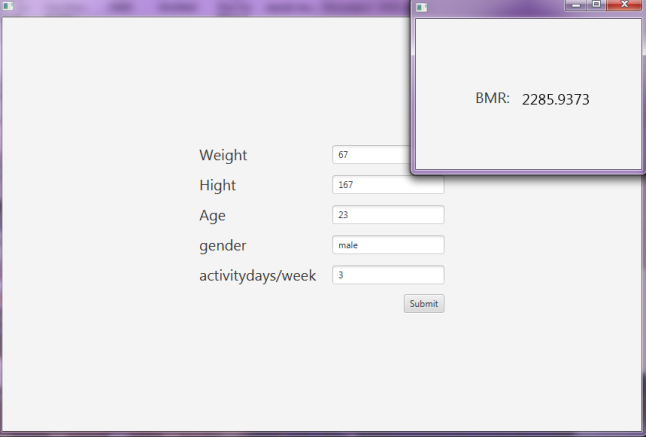 BMR: 2285.9373
Weight 67
Hight 167
Age 23
gender male
activitydays/week 3
Submit